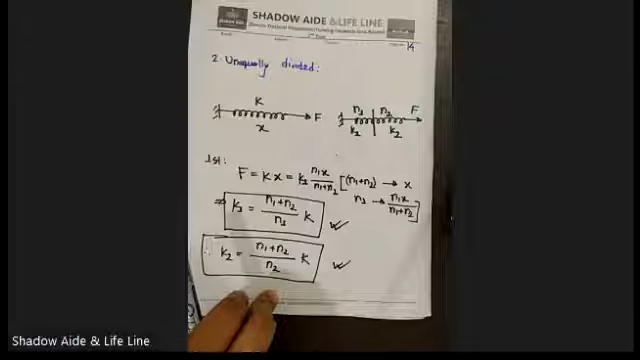 SHADOW AIDE & LIFE LINE
14
2. Unequally divided:
K
x
F
n₁ n₂ F
k₁ k₂
1st:
F = Kx = k₁ n₁x/(n₁+n₂) [(n₁+n₂) → x
n₁ → n₁x/(n₁+n₂)]
⇒ k₁ = (n₁+n₂)/n₁ K ✓
∴ k₂ = (n₁+n₂)/n₂ K ✓
Shadow Aide & Life Line